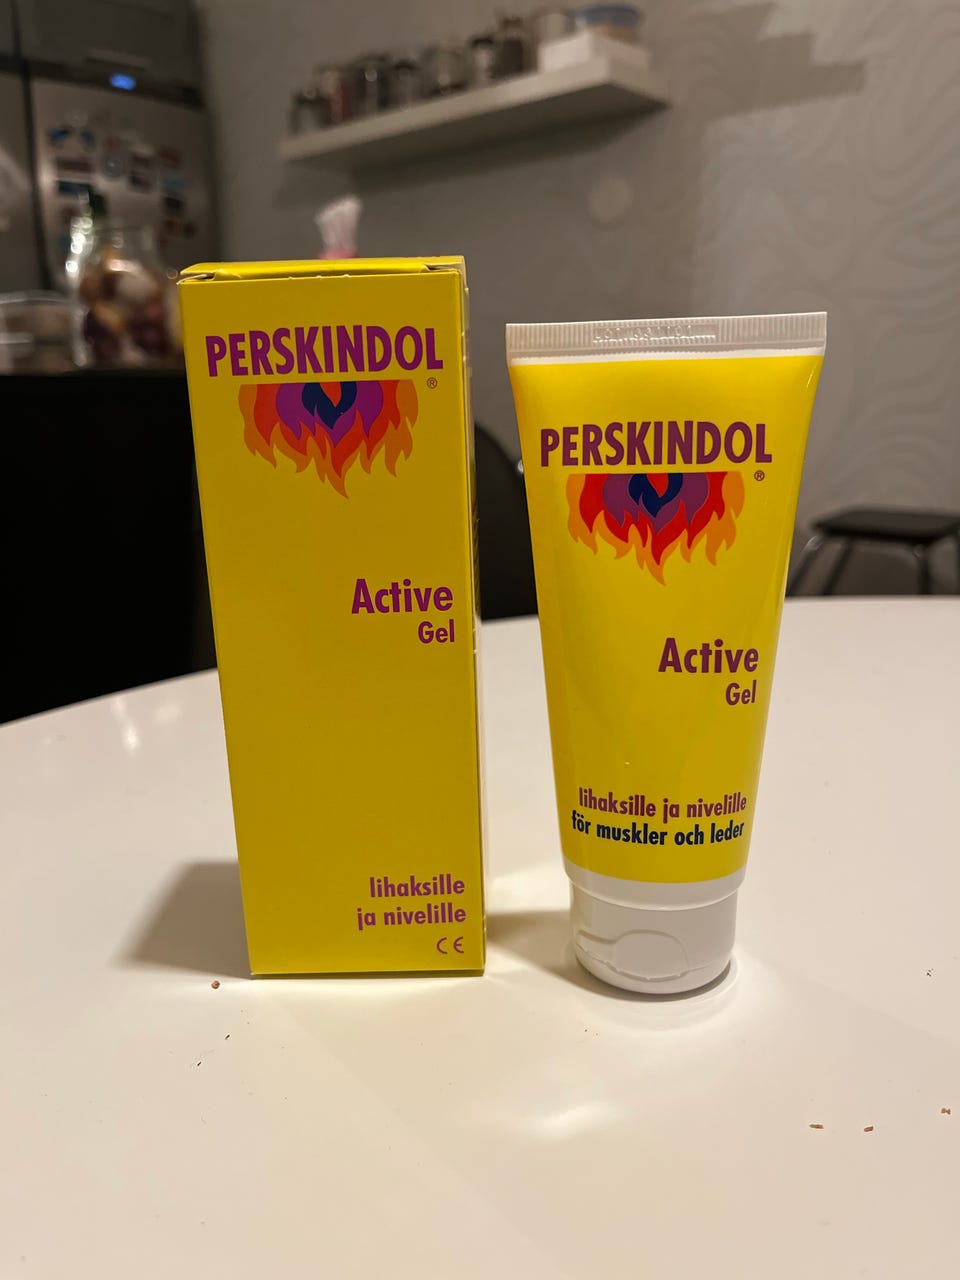 PERSKINDOL
®
Active
Gel
lihaksille
ja nivelille
CE
PERSKINDOL
®
Active
Gel
lihaksille ja nivelille
för muskler och leder